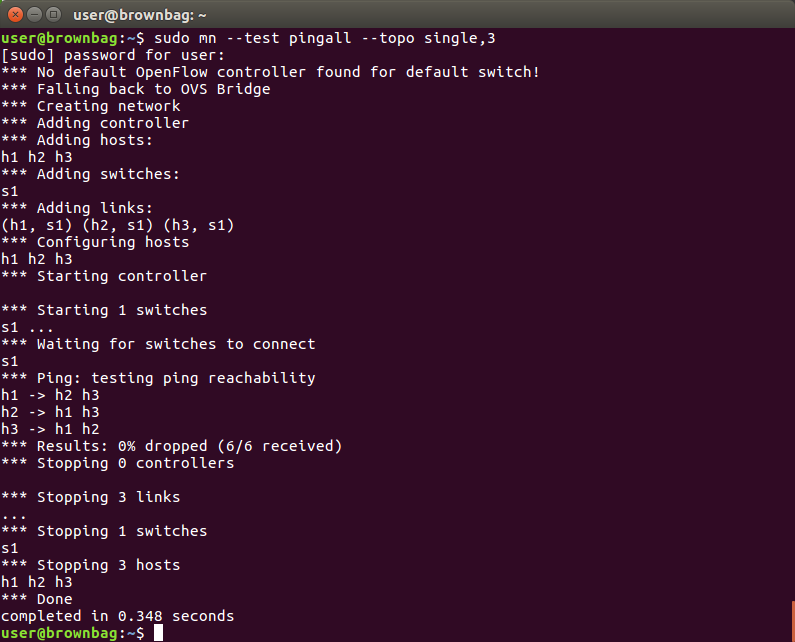 user@brownbag: ~
user@brownbag:~$ sudo mn --test pingall --topo single,3
[sudo] password for user:
*** No default OpenFlow controller found for default switch!
*** Falling back to OVS Bridge
*** Creating network
*** Adding controller
*** Adding hosts:
h1 h2 h3
*** Adding switches:
s1
*** Adding links:
(h1, s1) (h2, s1) (h3, s1)
*** Configuring hosts
h1 h2 h3
*** Starting controller

*** Starting 1 switches
s1 ...
*** Waiting for switches to connect
s1
*** Ping: testing ping reachability
h1 -> h2 h3
h2 -> h1 h3
h3 -> h1 h2
*** Results: 0% dropped (6/6 received)
*** Stopping 0 controllers

*** Stopping 3 links
...
*** Stopping 1 switches
s1
*** Stopping 3 hosts
h1 h2 h3
*** Done
completed in 0.348 seconds
user@brownbag:~$